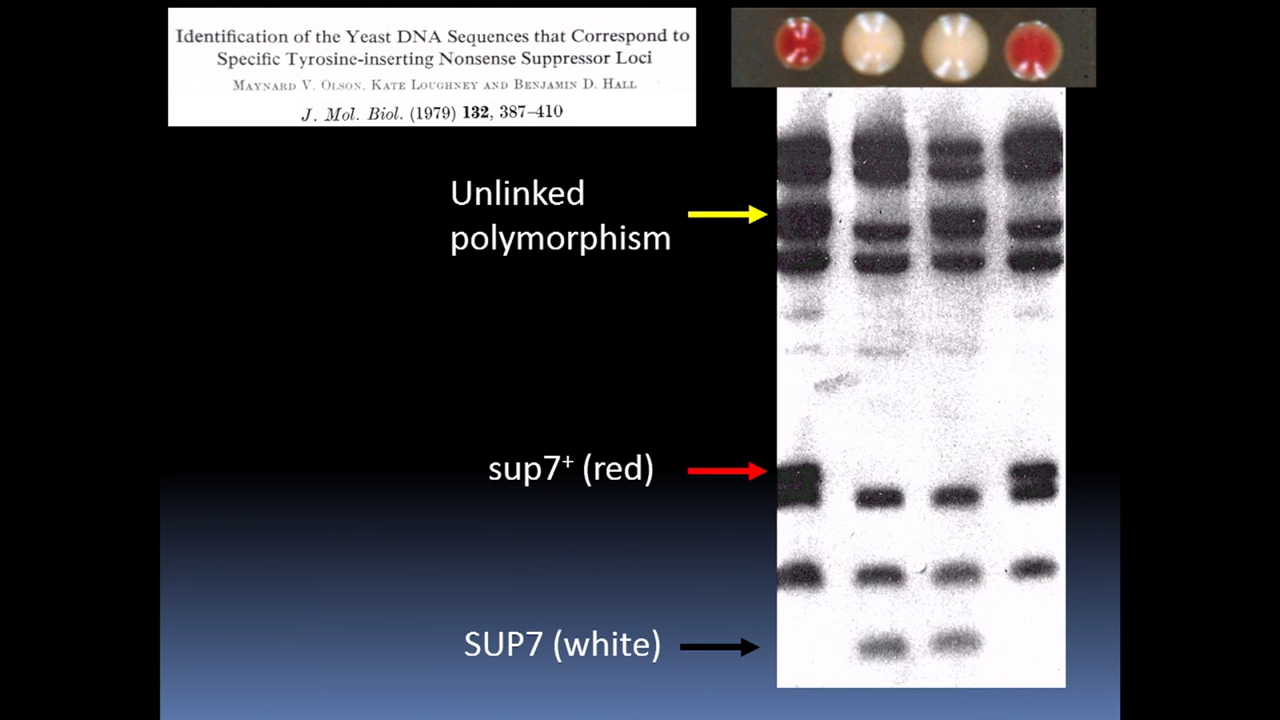 Identification of the Yeast DNA Sequences that Correspond to
Specific Tyrosine-inserting Nonsense Suppressor Loci
MAYNARD V. OLSON, KATE LOUGHNEY AND BENJAMIN D. HALL
J. Mol. Biol. (1979) 132, 387–410
Unlinked
polymorphism
sup7⁺ (red)
SUP7 (white)